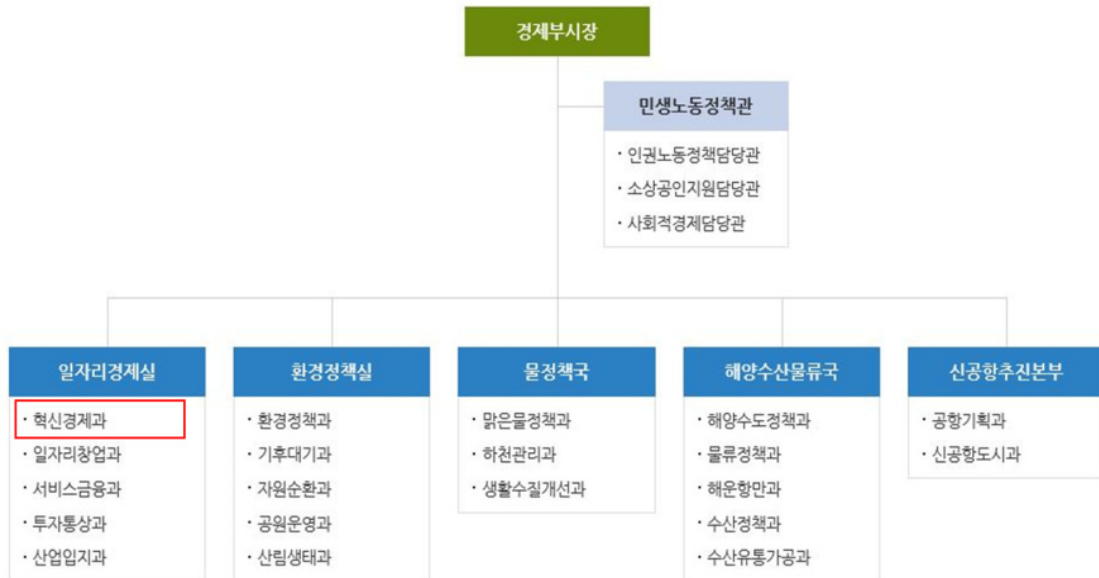 경제부시장
민생노동정책관
· 인권노동정책담당관
· 소상공인지원담당관
· 사회적경제담당관
일자리경제실
· 혁신경제과
· 일자리창업과
· 서비스금융과
· 투자통상과
· 산업입지과
환경정책실
· 환경정책과
· 기후대기과
· 자원순환과
· 공원운영과
· 산림생태과
물정책국
· 맑은물정책과
· 하천관리과
· 생활수질개선과
해양수산물류국
· 해양수도정책과
· 물류정책과
· 해운항만과
· 수산정책과
· 수산유통가공과
신공항추진본부
· 공항기획과
· 신공항도시과